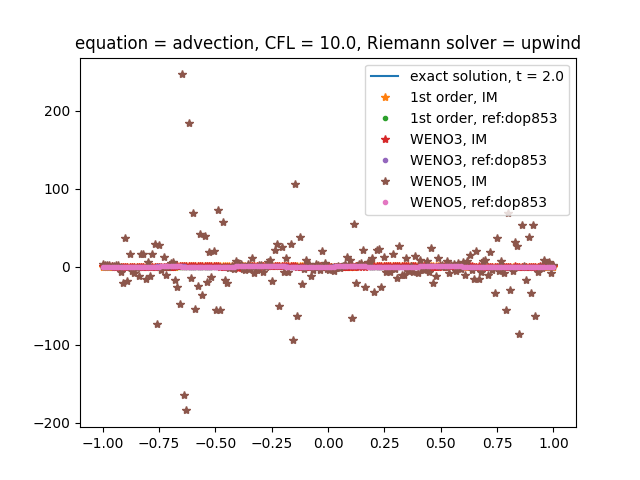 equation = advection, CFL = 10.0, Riemann solver = upwind
exact solution, t = 2.0
1st order, IM
1st order, ref:dop853
WENO3, IM
WENO3, ref:dop853
WENO5, IM
WENO5, ref:dop853
200
100
0
−100
−200
−1.00 −0.75 −0.50 −0.25 0.00 0.25 0.50 0.75 1.00